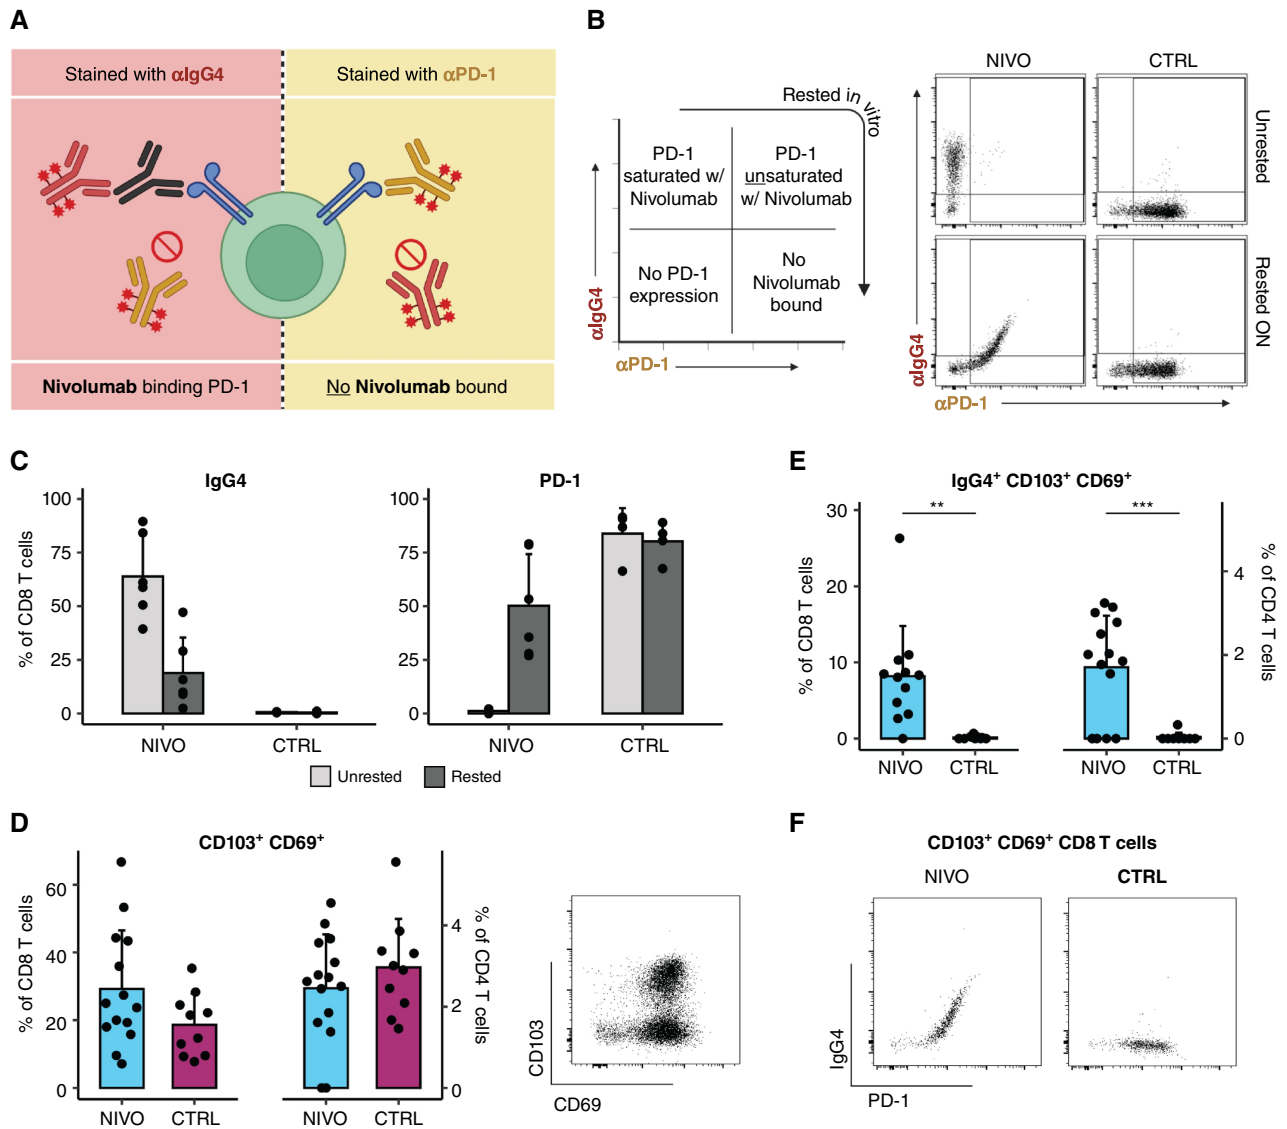 A
Stained with αIgG4
Stained with αPD-1
Nivolumab binding PD-1
No Nivolumab bound
B
Rested in vitro
PD-1
saturated w/
Nivolumab
PD-1
unsaturated
w/ Nivolumab
No PD-1
expression
No
Nivolumab
bound
αIgG4
αPD-1
NIVO
CTRL
Unrested
Rested ON
αIgG4
αPD-1
C
IgG4
% of CD8 T cells
100
75
50
25
0
NIVO
CTRL
PD-1
100
75
50
25
0
NIVO
CTRL
Unrested
Rested
E
IgG4+ CD103+ CD69+
% of CD8 T cells
30
20
10
0
**
***
% of CD4 T cells
4
2
0
NIVO
CTRL
NIVO
CTRL
D
CD103+ CD69+
% of CD8 T cells
60
40
20
0
% of CD4 T cells
4
2
0
NIVO
CTRL
NIVO
CTRL
CD103
CD69
F
CD103+ CD69+ CD8 T cells
NIVO
CTRL
IgG4
PD-1